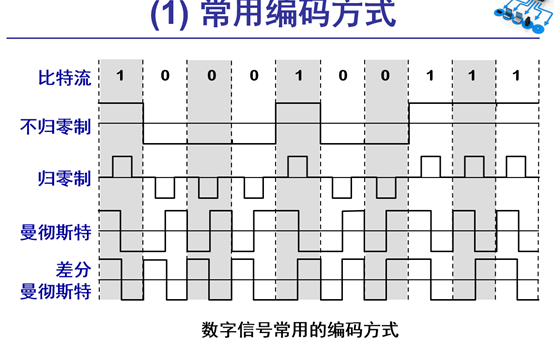 (1) 常用编码方式
比特流 1 0 0 0 1 0 0 1 1 1
不归零制
归零制
曼彻斯特
差分
曼彻斯特
数字信号常用的编码方式